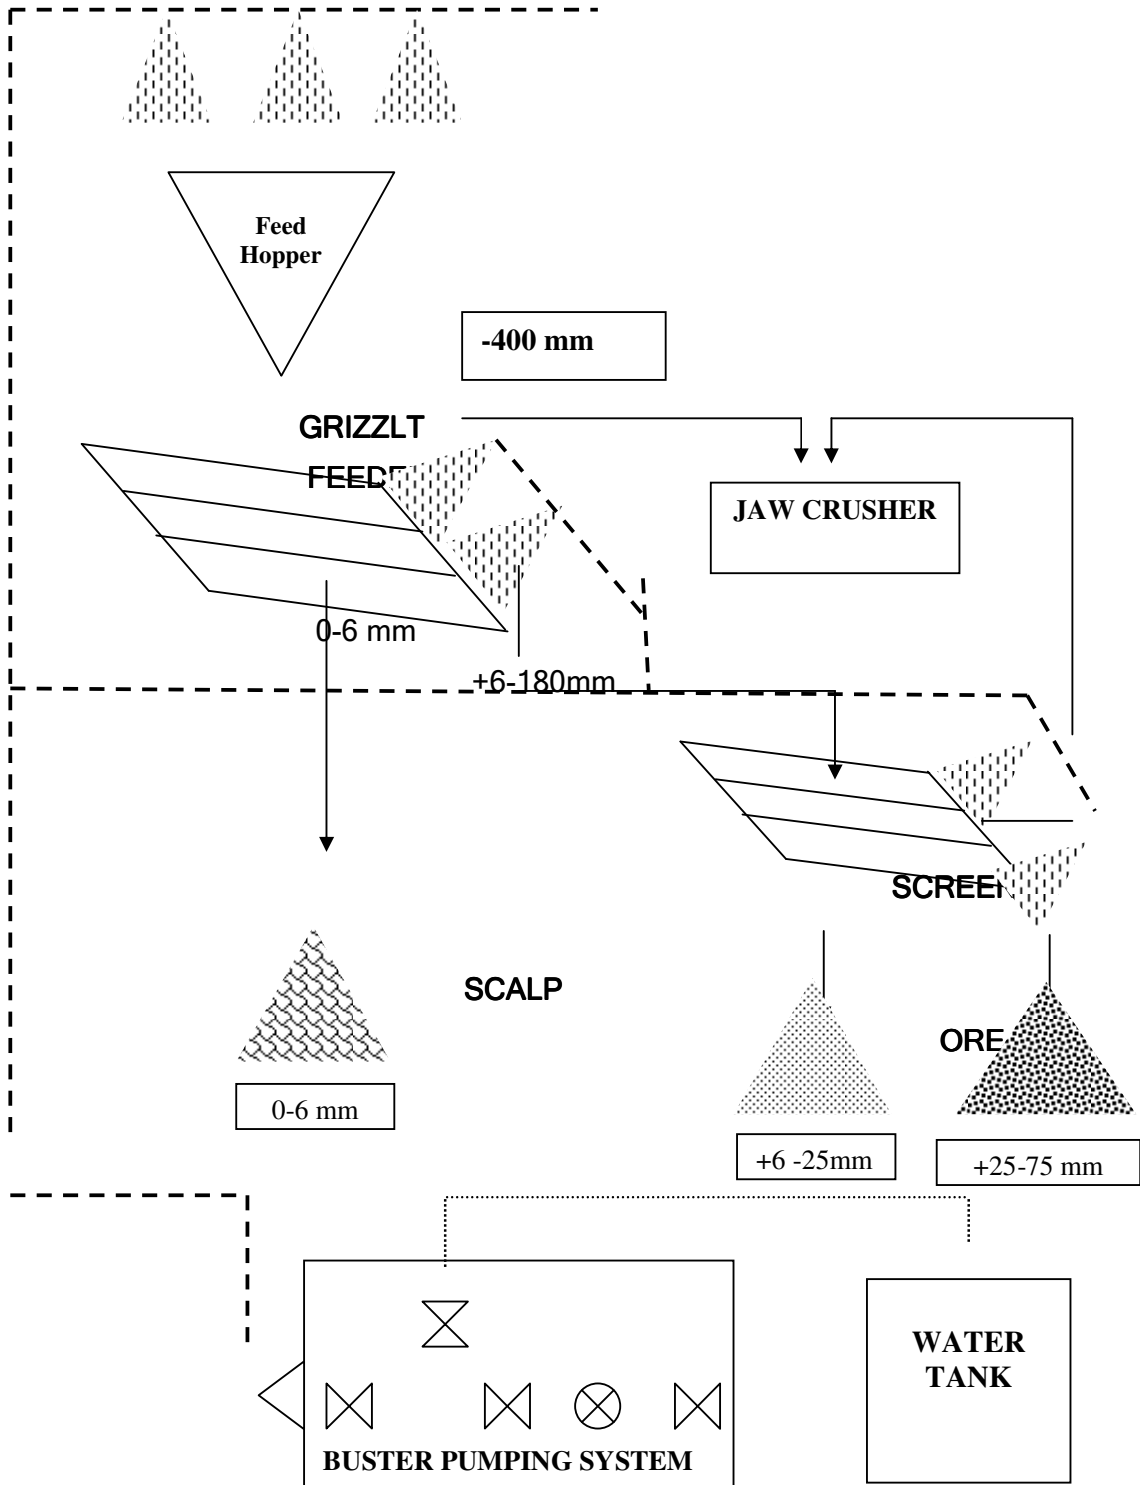 Feed
Hopper
-400 mm
GRIZZLT
JAW CRUSHER
0-6 mm
+6-180mm
SCALP
ORE
0-6 mm
+6 -25mm
+25-75 mm
WATER
TANK
BUSTER PUMPING SYSTEM